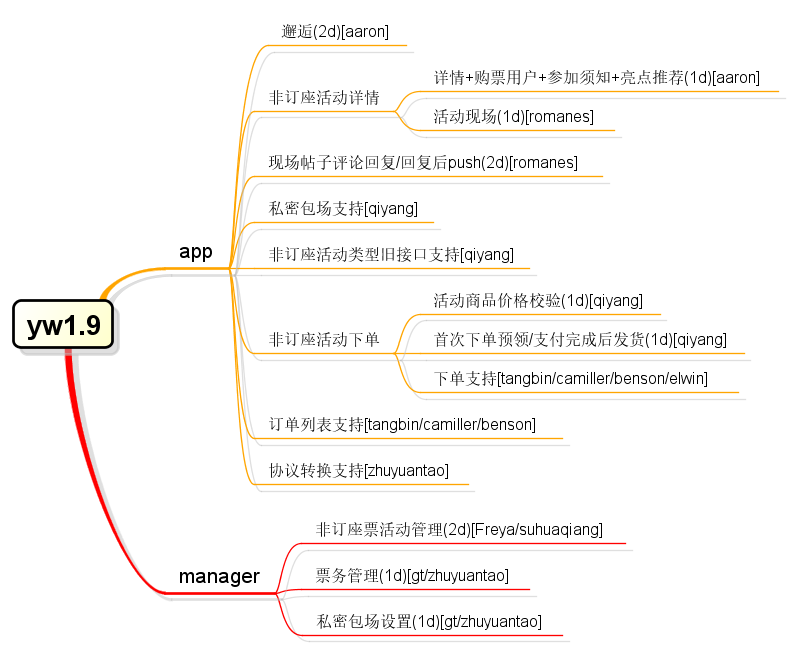 yw1.9
app
邂逅(2d)[aaron]
非订座活动详情
详情+购票用户+参加须知+亮点推荐(1d)[aaron]
活动现场(1d)[romanes]
现场帖子评论回复/回复后push(2d)[romanes]
私密包场支持[qiyang]
非订座活动类型旧接口支持[qiyang]
非订座活动下单
活动商品价格校验(1d)[qiyang]
首次下单预领/支付完成后发货(1d)[qiyang]
下单支持[tangbin/camiller/benson/elwin]
订单列表支持[tangbin/camiller/benson]
协议转换支持[zhuyuantao]
manager
非订座票活动管理(2d)[Freya/suhuaqiang]
票务管理(1d)[gt/zhuyuantao]
私密包场设置(1d)[gt/zhuyuantao]